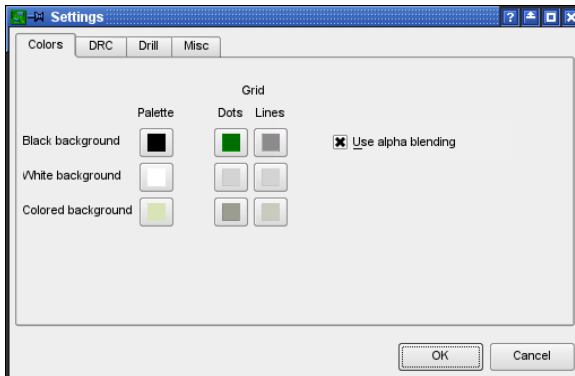 Settings
Colors DRC Drill Misc
Grid
Palette Dots Lines
Black background
Use alpha blending
White background
Colored background
OK Cancel